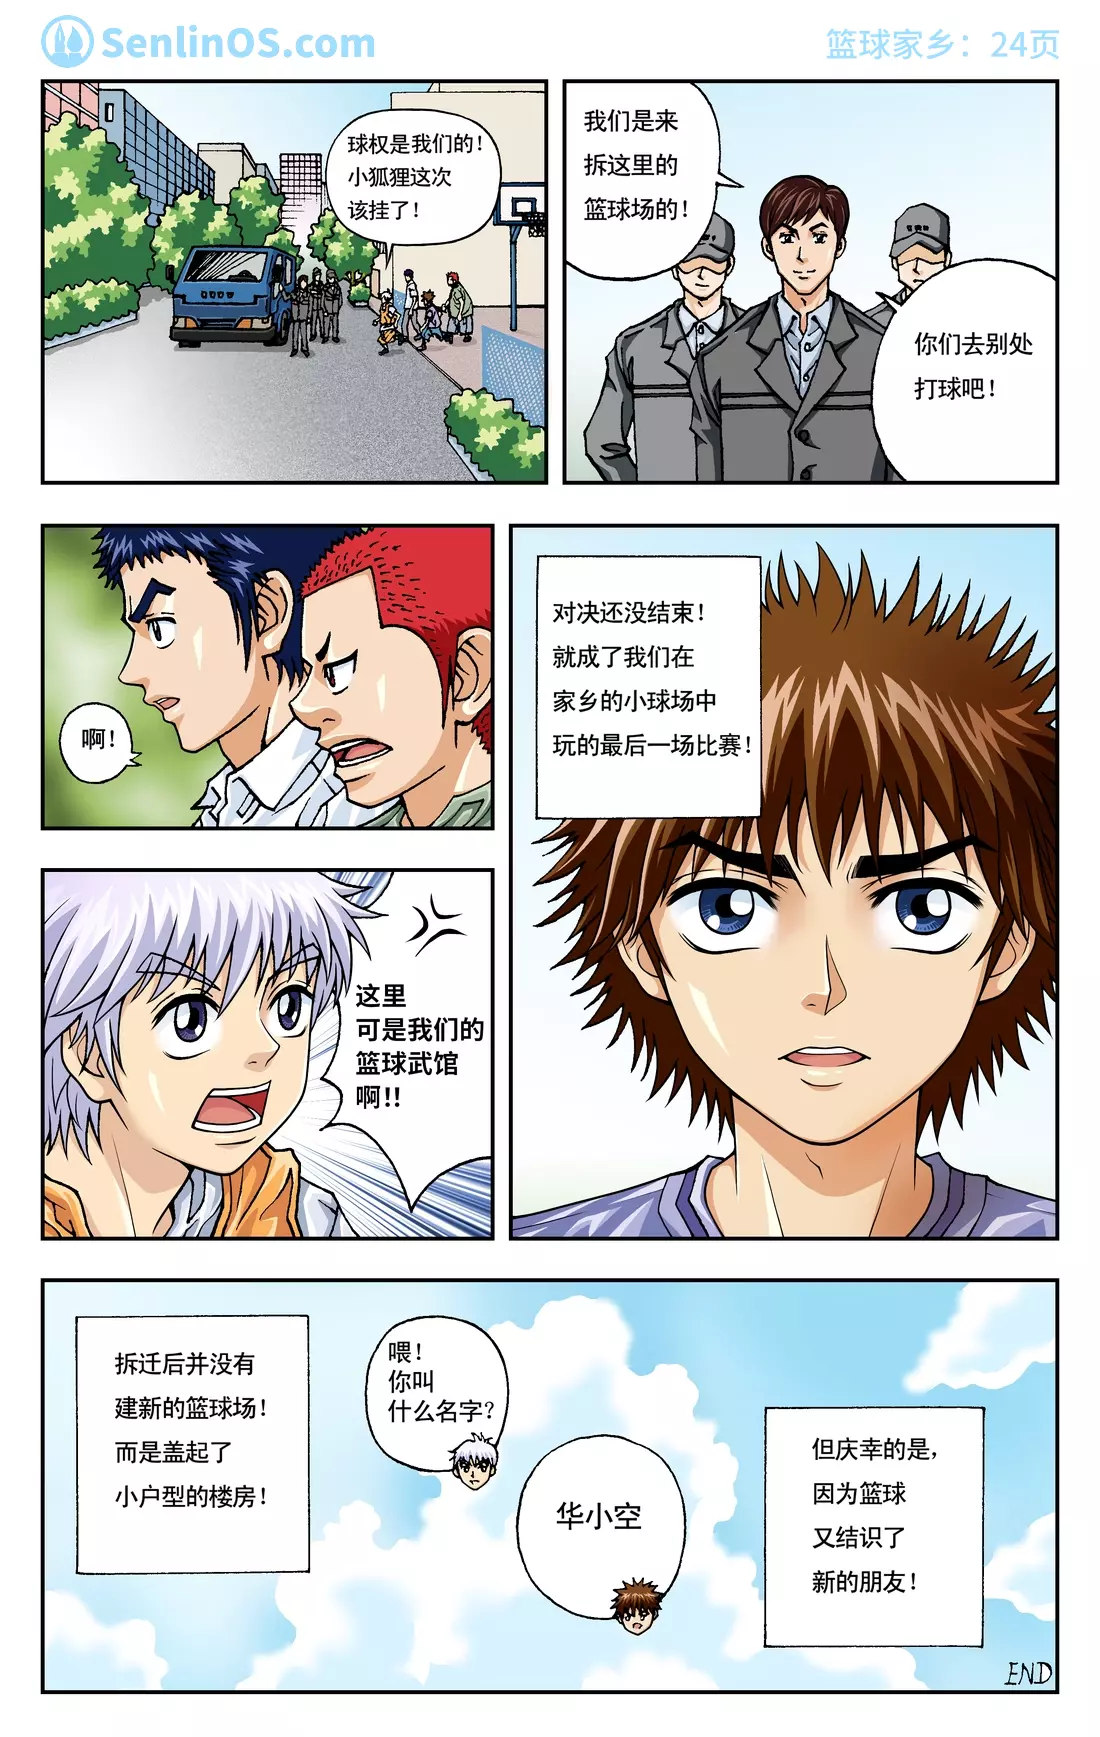 SenlinOS.com
篮球家乡：24页
球权是我们的！
小狐狸这次
该挂了！
我们是来
拆这里的
篮球场的！
你们去别处
打球吧！
啊！
对决还没结束！
就成了我们在
家乡的小球场中
玩的最后一场比赛！
这里
可是我们的
篮球武馆
啊!!
拆迁后并没有
建新的篮球场！
而是盖起了
小户型的楼房！
喂！
你叫
什么名字？
华小空
但庆幸的是，
因为篮球
又结识了
新的朋友！
END